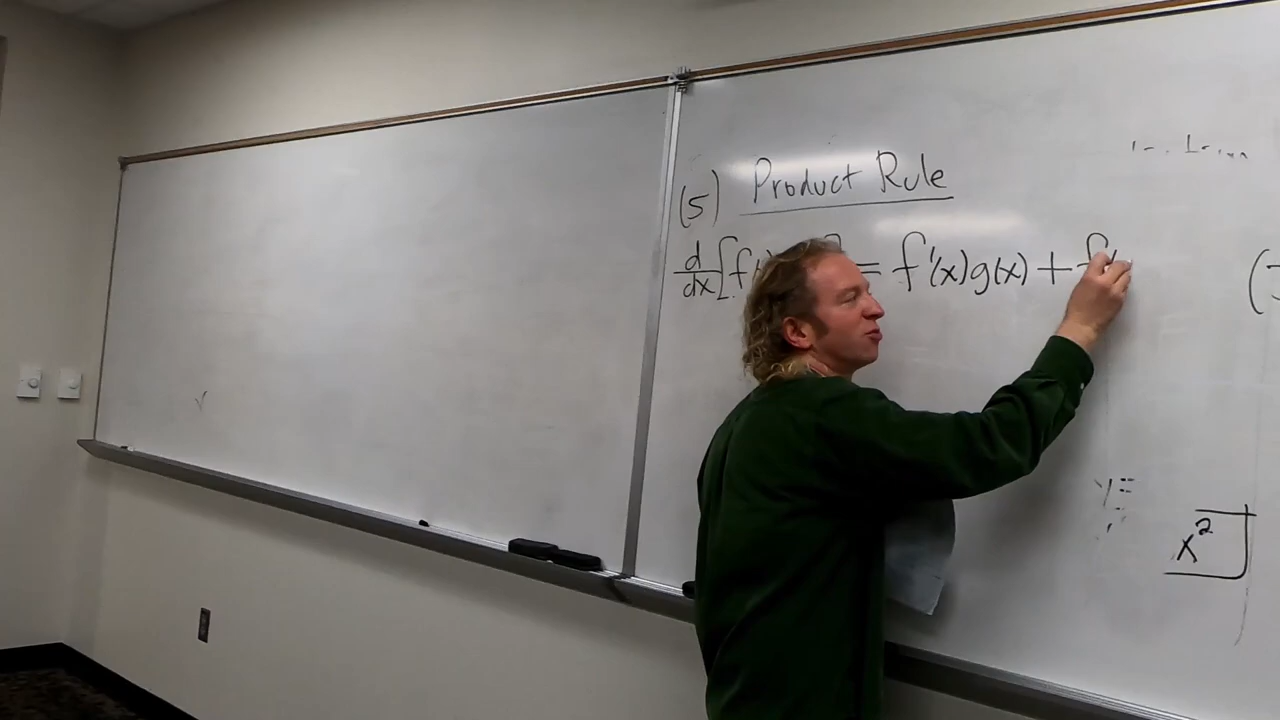 (5) Product Rule
d/dx[f = f'(x)g(x) + f(
y=
x²